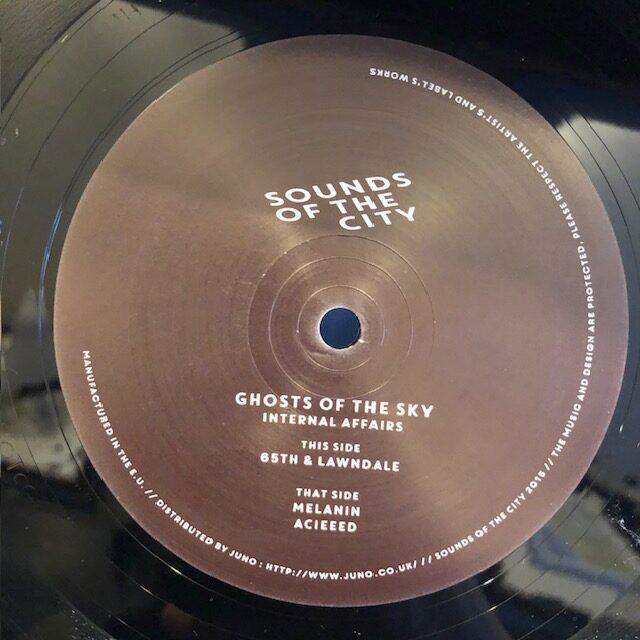 SOUNDS
OF THE
CITY
GHOSTS OF THE SKY
INTERNAL AFFAIRS
THIS SIDE
65TH & LAWNDALE
THAT SIDE
MELANIN
ACIEEED
MANUFACTURED IN THE E.U. // DISTRIBUTED BY JUNO : HTTP://WWW.JUNO.CO.UK/ // SOUNDS OF THE CITY 2015 // THE MUSIC AND DESIGN ARE PROTECTED, PLEASE RESPECT THE ARTIST'S AND LABEL'S WORKS